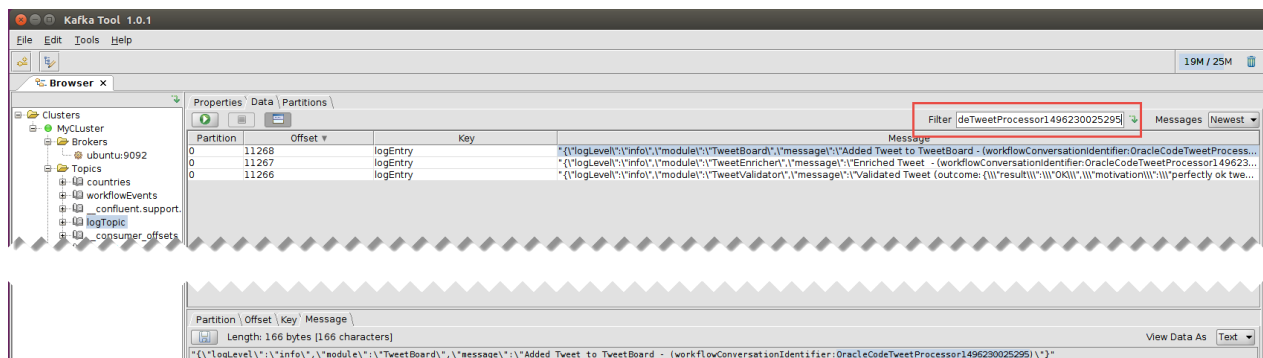 Kafka Tool 1.0.1
File Edit Tools Help
19M / 25M
Browser ×
Properties Data Partitions
Clusters
MyCLuster
Brokers
ubuntu:9092
Topics
countries
workflowEvents
__confluent.support.
logTopic
__consumer_offsets
Filter deTweetProcessor1496230025295 Messages Newest
Partition Offset Key Message
0 11268 logEntry "{\"logLevel\":\"info\",\"module\":\"TweetBoard\",\"message\":\"Added Tweet to TweetBoard - (workflowConversationIdentifier:OracleCodeTweetProcess...
0 11267 logEntry "{\"logLevel\":\"info\",\"module\":\"TweetEnricher\",\"message\":\"Enriched Tweet - (workflowConversationIdentifier:OracleCodeTweetProcessor149623...
0 11266 logEntry "{\"logLevel\":\"info\",\"module\":\"TweetValidator\",\"message\":\"Validated Tweet (outcome: {\\\"result\\\":\\\"OK\\\",\\\"motivation\\\":\\\"perfectly ok twe...
Partition Offset Key Message
Length: 166 bytes [166 characters] View Data As Text
"{\"logLevel\":\"info\",\"module\":\"TweetBoard\",\"message\":\"Added Tweet to TweetBoard - (workflowConversationIdentifier:OracleCodeTweetProcessor1496230025295)\"}"